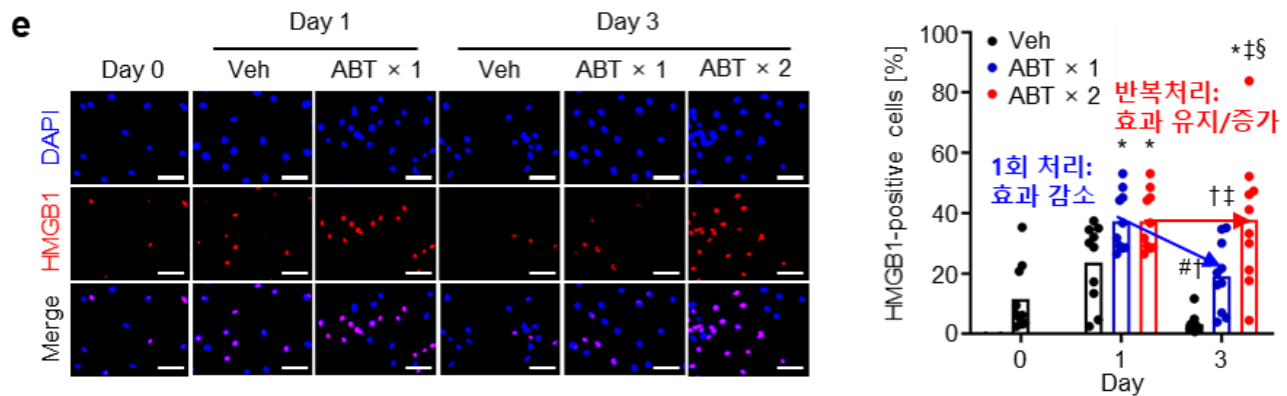 e
Day 1
Day 3
Day 0
Veh
ABT × 1
Veh
ABT × 1
ABT × 2
DAPI
HMGB1
Merge
HMGB1-positive cells [%]
100
80
60
40
20
0
Veh
ABT × 1
ABT × 2
*‡§
반복처리:
효과 유지/증가
* *
1회 처리:
효과 감소
†‡
#†
0 1 3
Day